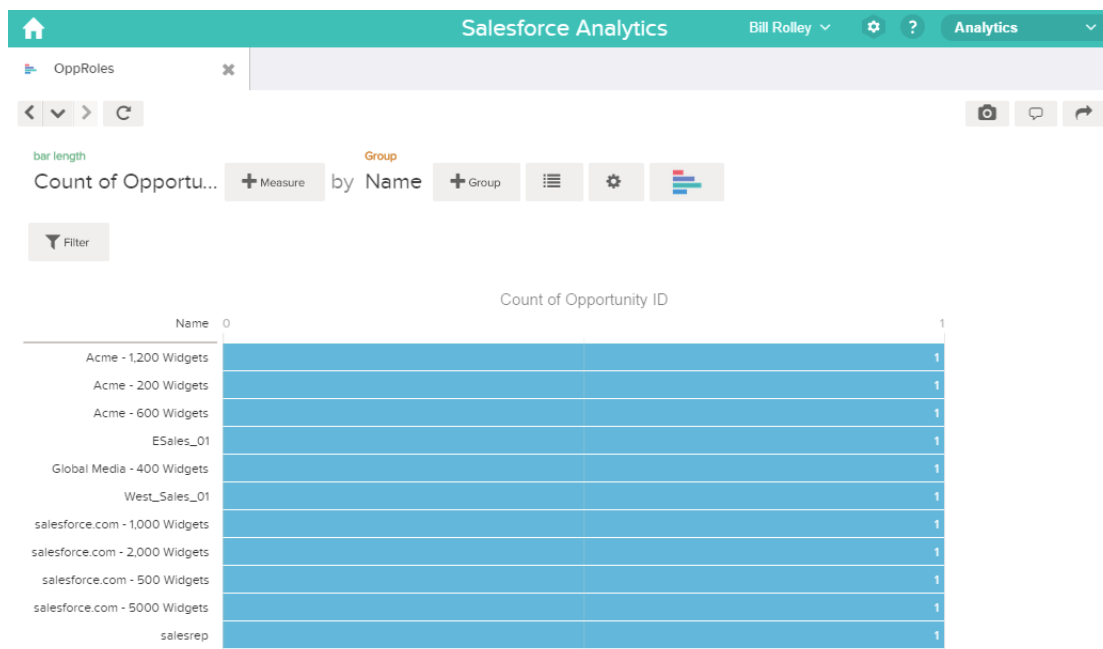 Salesforce Analytics Bill Rolley ? Analytics
OppRoles
bar length Group
Count of Opportu... + Measure by Name + Group
Filter
Count of Opportunity ID
Name 0 1
Acme - 1,200 Widgets 1
Acme - 200 Widgets 1
Acme - 600 Widgets 1
ESales_01 1
Global Media - 400 Widgets 1
West_Sales_01 1
salesforce.com - 1,000 Widgets 1
salesforce.com - 2,000 Widgets 1
salesforce.com - 500 Widgets 1
salesforce.com - 5000 Widgets 1
salesrep 1